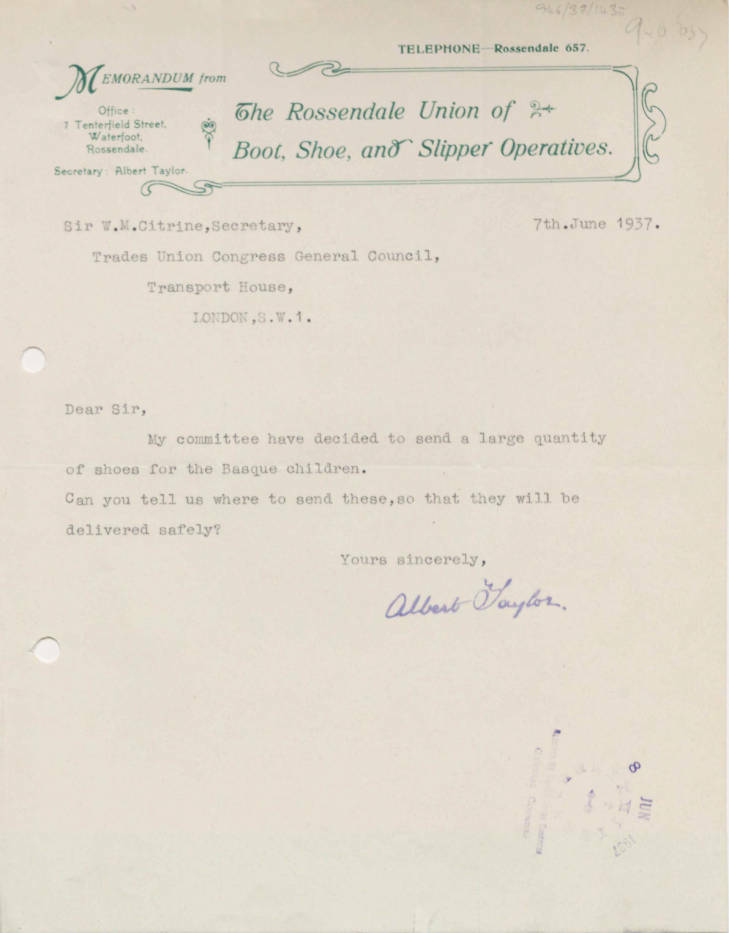 TELEPHONE—Rossendale 657.
MEMORANDUM from
Office :
7 Tenterfield Street,
Waterfoot,
Rossendale.
Secretary : Albert Taylor.
The Rossendale Union of
Boot, Shoe, and Slipper Operatives.
Sir W.M.Citrine,Secretary, 7th.June 1937.
Trades Union Congress General Council,
Transport House,
LONDON,S.W.1.
Dear Sir,
My committee have decided to send a large quantity
of shoes for the Basque children.
Can you tell us where to send these,so that they will be
delivered safely?
Yours sincerely,
Albert Taylor.
8 JUN 1937